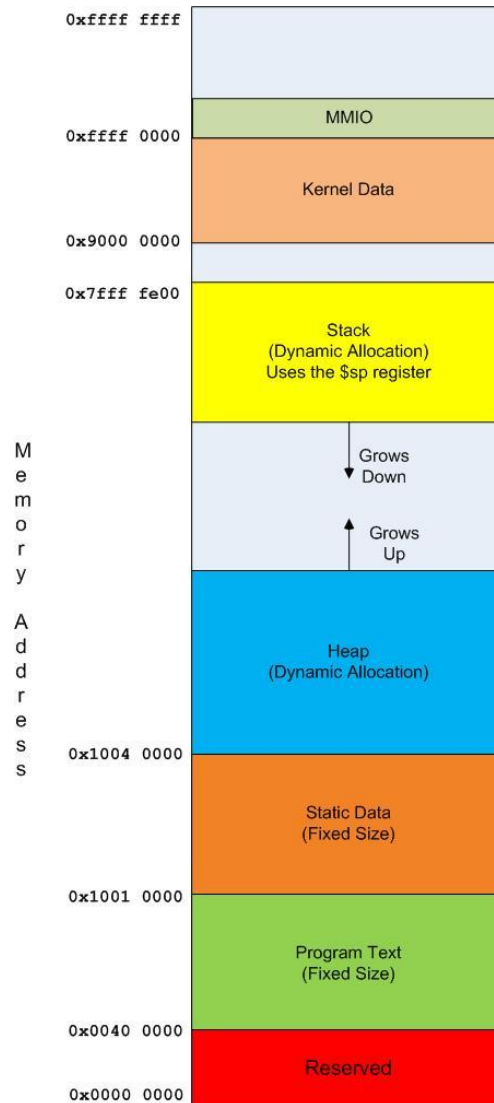 0xffff ffff
MMIO
0xffff 0000
Kernel Data
0x9000 0000
0x7fff fe00
Stack
(Dynamic Allocation)
Uses the $sp register
Grows
Down
Grows
Up
Memory Address
Heap
(Dynamic Allocation)
0x1004 0000
Static Data
(Fixed Size)
0x1001 0000
Program Text
(Fixed Size)
0x0040 0000
Reserved
0x0000 0000